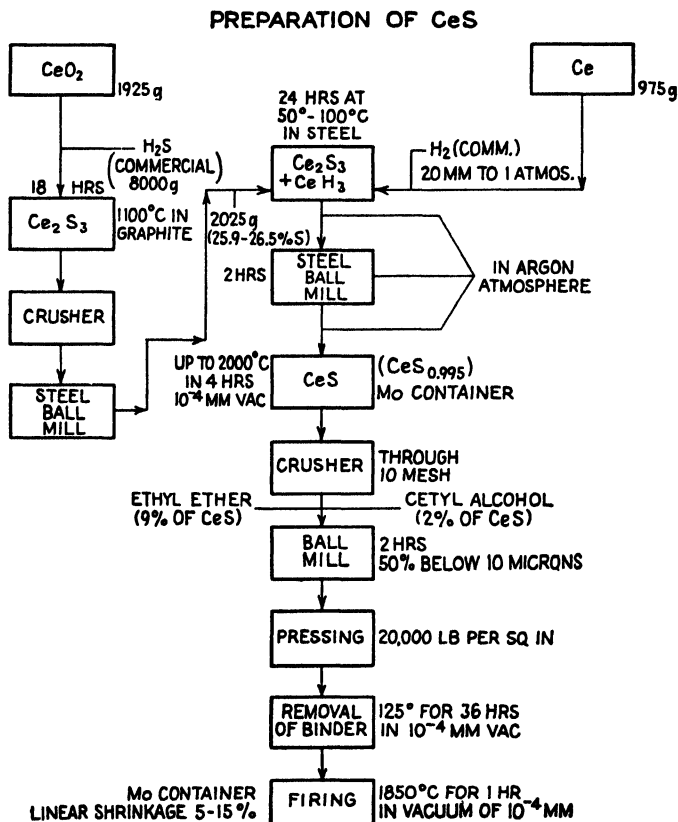 PREPARATION OF CeS
CeO₂
1925g
H₂S
(COMMERCIAL)
8000g
18 HRS
Ce₂S₃
1100°C IN
GRAPHITE
CRUSHER
STEEL
BALL
MILL
Ce
975g
H₂ (COMM.)
20 MM TO 1 ATMOS.
24 HRS AT
50°-100°C
IN STEEL
Ce₂S₃
+CeH₃
2025g
(25.9-26.5%S)
2HRS
STEEL
BALL
MILL
IN ARGON
ATMOSPHERE
UP TO 2000°C
IN 4 HRS
10⁻⁴ MM VAC
CeS
(CeS₀.₉₉₅)
Mo CONTAINER
CRUSHER
THROUGH
10 MESH
ETHYL ETHER
(9% OF CeS)
CETYL ALCOHOL
(2% OF CeS)
BALL
MILL
2 HRS
50% BELOW 10 MICRONS
PRESSING
20,000 LB PER SQ IN
REMOVAL
OF BINDER
125° FOR 36 HRS
IN 10⁻⁴ MM VAC
Mo CONTAINER
LINEAR SHRINKAGE 5-15%
FIRING
1850°C FOR 1 HR
IN VACUUM OF 10⁻⁴ MM